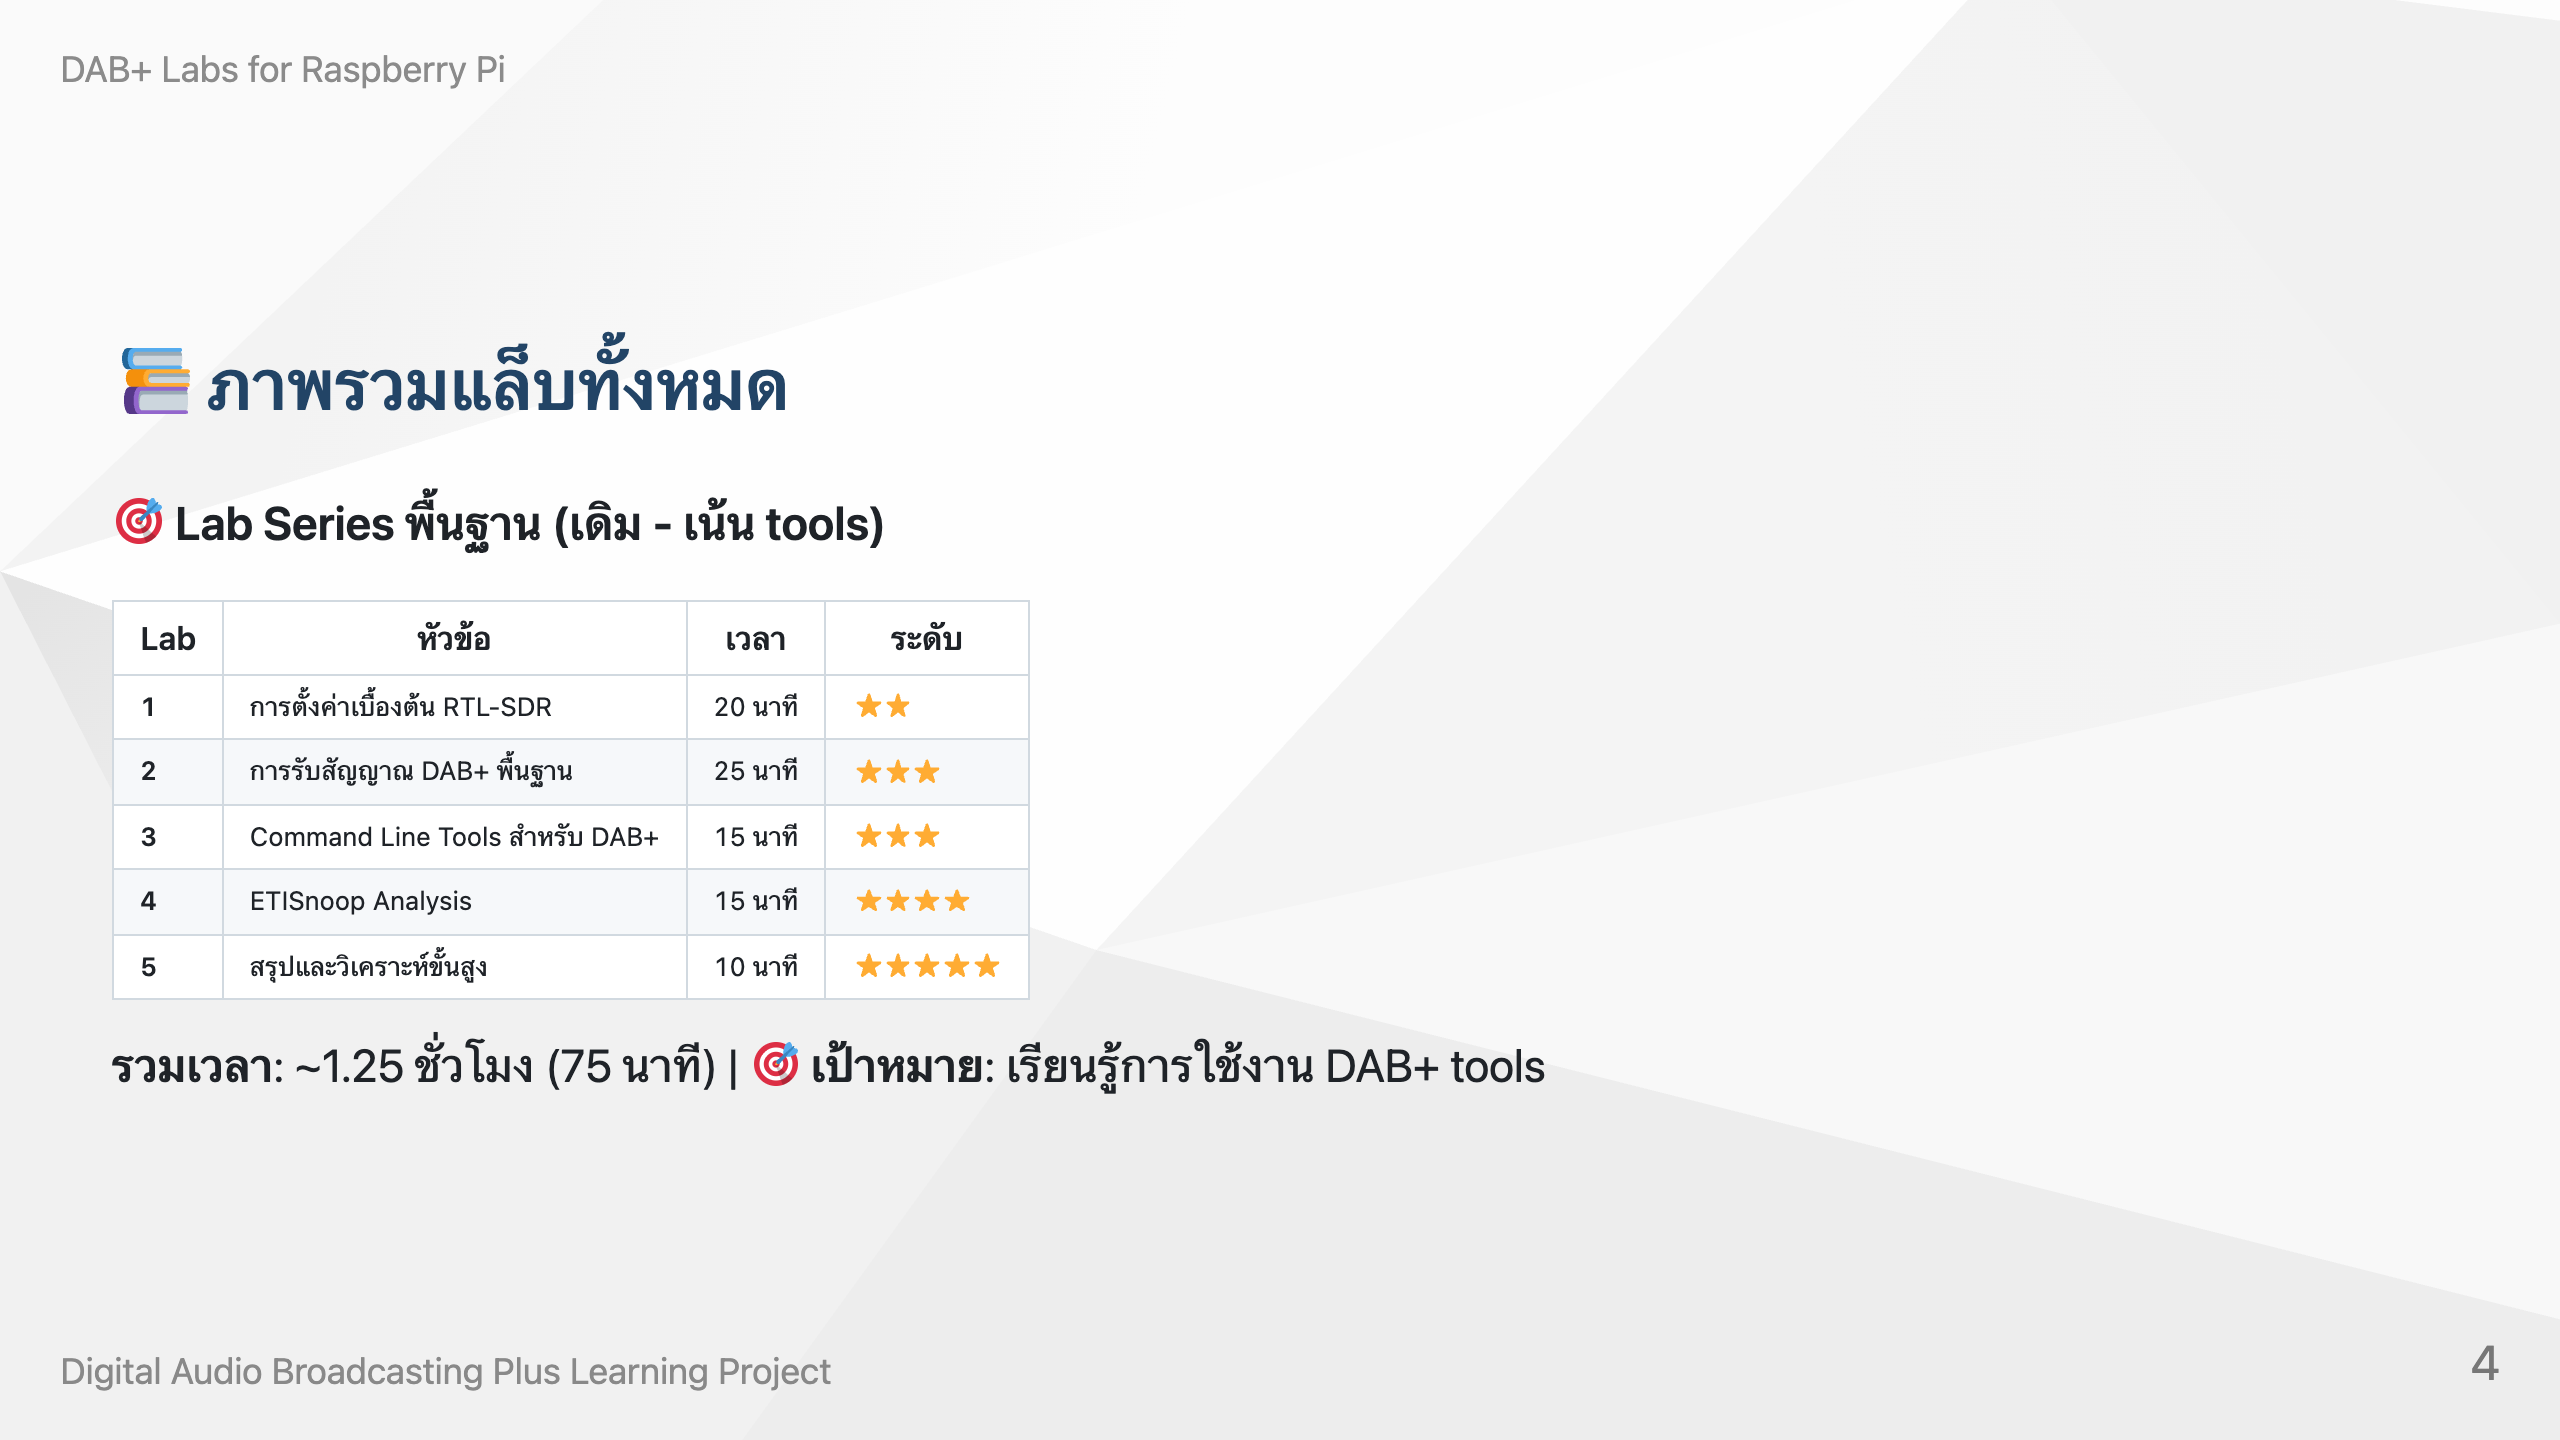 DAB+ Labs for Raspberry Pi
📚 ภาพรวมแล็บทั้งหมด
🎯 Lab Series พื้นฐาน (เดิม - เน้น tools)
Lab หัวข้อ เวลา ระดับ
1 การตั้งค่าเบื้องต้น RTL-SDR 20 นาที ⭐⭐
2 การรับสัญญาณ DAB+ พื้นฐาน 25 นาที ⭐⭐⭐
3 Command Line Tools สำหรับ DAB+ 15 นาที ⭐⭐⭐
4 ETISnoop Analysis 15 นาที ⭐⭐⭐⭐
5 สรุปและวิเคราะห์ขั้นสูง 10 นาที ⭐⭐⭐⭐⭐
รวมเวลา: ~1.25 ชั่วโมง (75 นาที) | 🎯 เป้าหมาย: เรียนรู้การใช้งาน DAB+ tools
Digital Audio Broadcasting Plus Learning Project
4